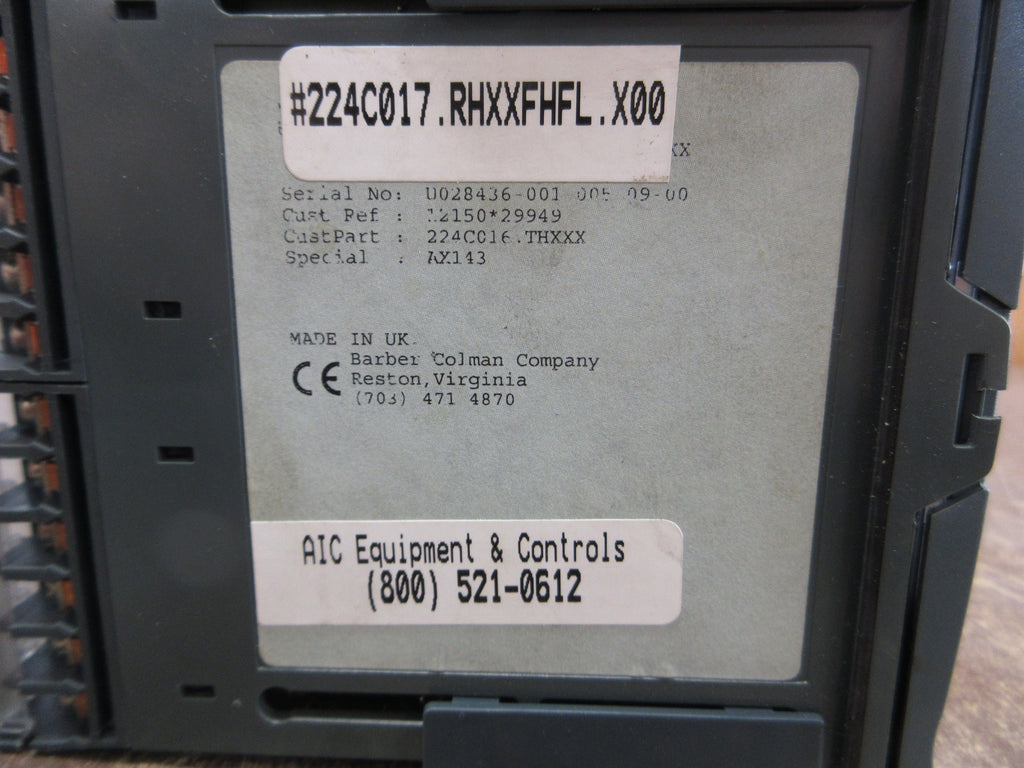 #224C017.RHXXFHFL.X00
XX
Serial No: U028436-001 005 09-00
Cust Ref : 12150*29949
CustPart : 224C016.THXXX
Special : AX143
MADE IN UK.
Barber Colman Company
CE Reston,Virginia
(703) 471 4870
AIC Equipment & Controls
(800) 521-0612